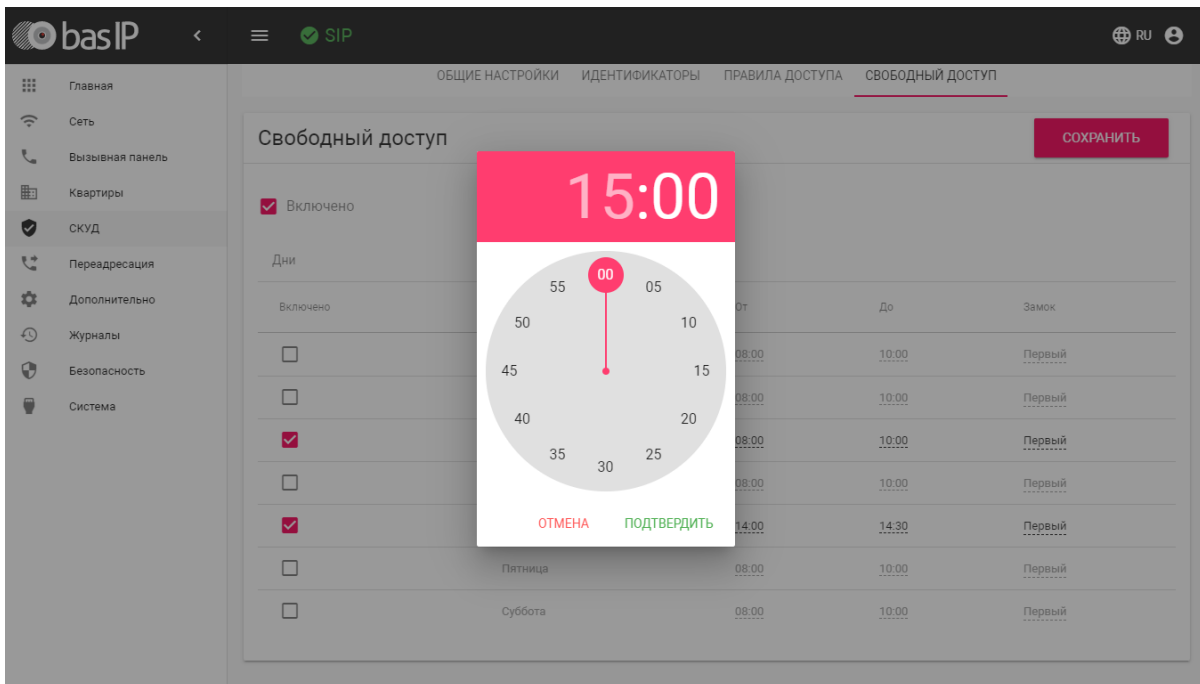 basIP
SIP
RU
ОБЩИЕ НАСТРОЙКИ ИДЕНТИФИКАТОРЫ ПРАВИЛА ДОСТУПА СВОБОДНЫЙ ДОСТУП
Главная
Сеть
Вызывная панель
Квартиры
СКУД
Переадресация
Дополнительно
Журналы
Безопасность
Система
Свободный доступ
СОХРАНИТЬ
Включено
Дни
Включено От До Замок
08:00 10:00 Первый
08:00 10:00 Первый
08:00 10:00 Первый
08:00 10:00 Первый
14:00 14:30 Первый
Пятница 08:00 10:00 Первый
Суббота 08:00 10:00 Первый
15:00
00
55 05
50 10
45 15
40 20
35 25
30
ОТМЕНА ПОДТВЕРДИТЬ